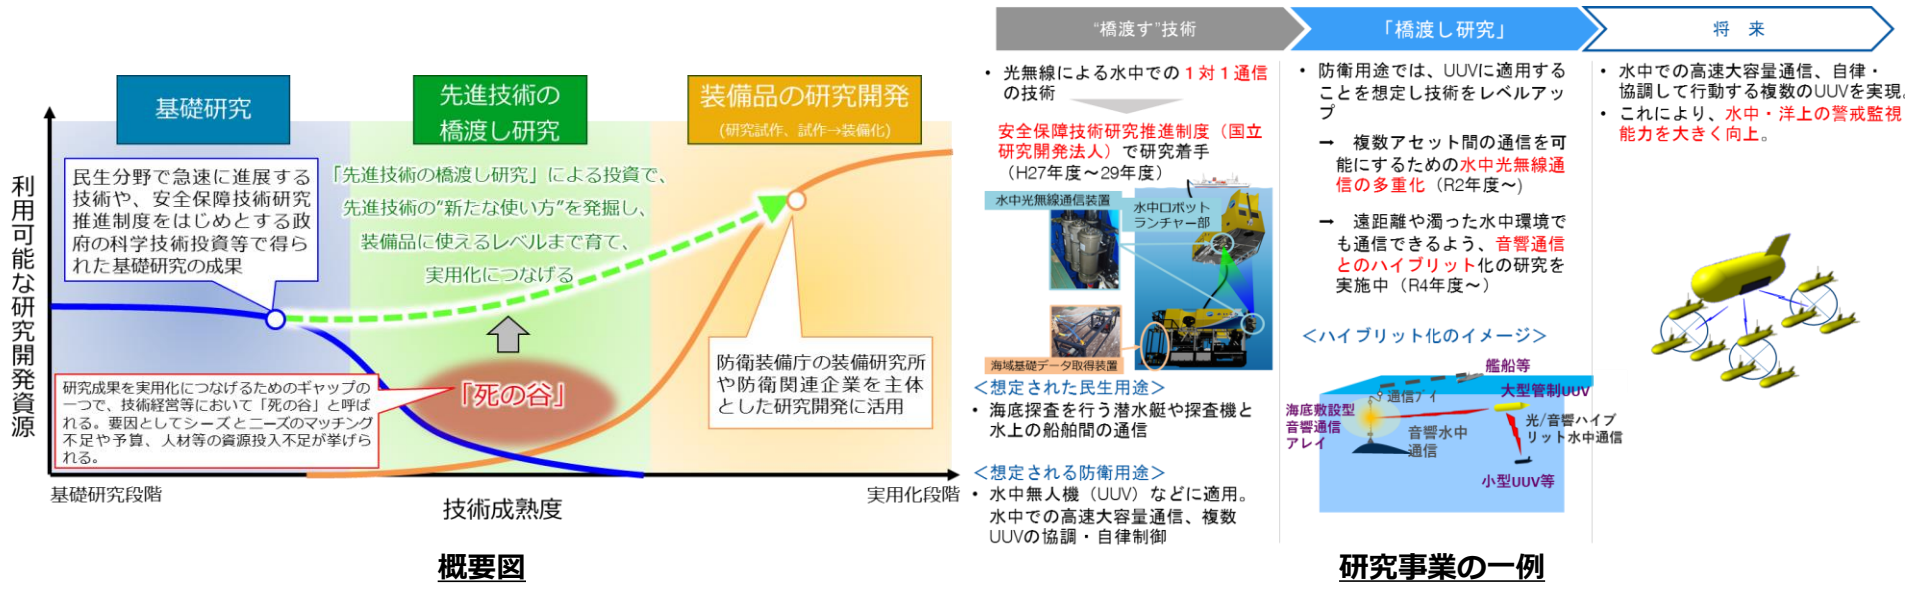 基礎研究
先進技術の
橋渡し研究
装備品の研究開発
(研究試作、試作→装備化)
利用可能な研究開発資源
民生分野で急速に進展する
技術や、安全保障技術研究
推進制度をはじめとする政
府の科学技術投資等で得ら
れた基礎研究の成果
「先進技術の橋渡し研究」による投資で、
先進技術の“新たな使い方”を発掘し、
装備品に使えるレベルまで育て、
実用化につなげる
防衛装備庁の装備研究所
や防衛関連企業を主体
とした研究開発に活用
研究成果を実用化につなげるためのギャップの
一つで、技術経営等において「死の谷」と呼ば
れる。要因としてシーズとニーズのマッチング
不足や予算、人材等の資源投入不足が挙げら
れる。
「死の谷」
基礎研究段階
技術成熟度
実用化段階
概要図
“橋渡す”技術
「橋渡し研究」
将 来
• 光無線による水中での1対1通信
の技術
安全保障技術研究推進制度（国立
研究開発法人）で研究着手
（H27年度～29年度）
水中光無線通信装置
水中ロボット
ランチャー部
海域基礎データ取得装置
＜想定された民生用途＞
• 海底探査を行う潜水艇や探査機と
水上の船舶間の通信
＜想定される防衛用途＞
• 水中無人機（UUV）などに適用。
水中での高速大容量通信、複数
UUVの協調・自律制御
• 防衛用途では、UUVに適用する
ことを想定し技術をレベルアッ
プ
→ 複数アセット間の通信を可
能にするための水中光無線通
信の多重化（R2年度～）
→ 遠距離や濁った水中環境で
も通信できるよう、音響通信
とのハイブリット化の研究を
実施中（R4年度～）
＜ハイブリット化のイメージ＞
艦船等
通信ブイ
大型管制UUV
海底敷設型
音響通信
アレイ
音響水中
通信
光/音響ハイブ
リット水中通信
小型UUV等
• 水中での高速大容量通信、自律・
協調して行動する複数のUUVを実現。
• これにより、水中・洋上の警戒監視
能力を大きく向上。
研究事業の一例